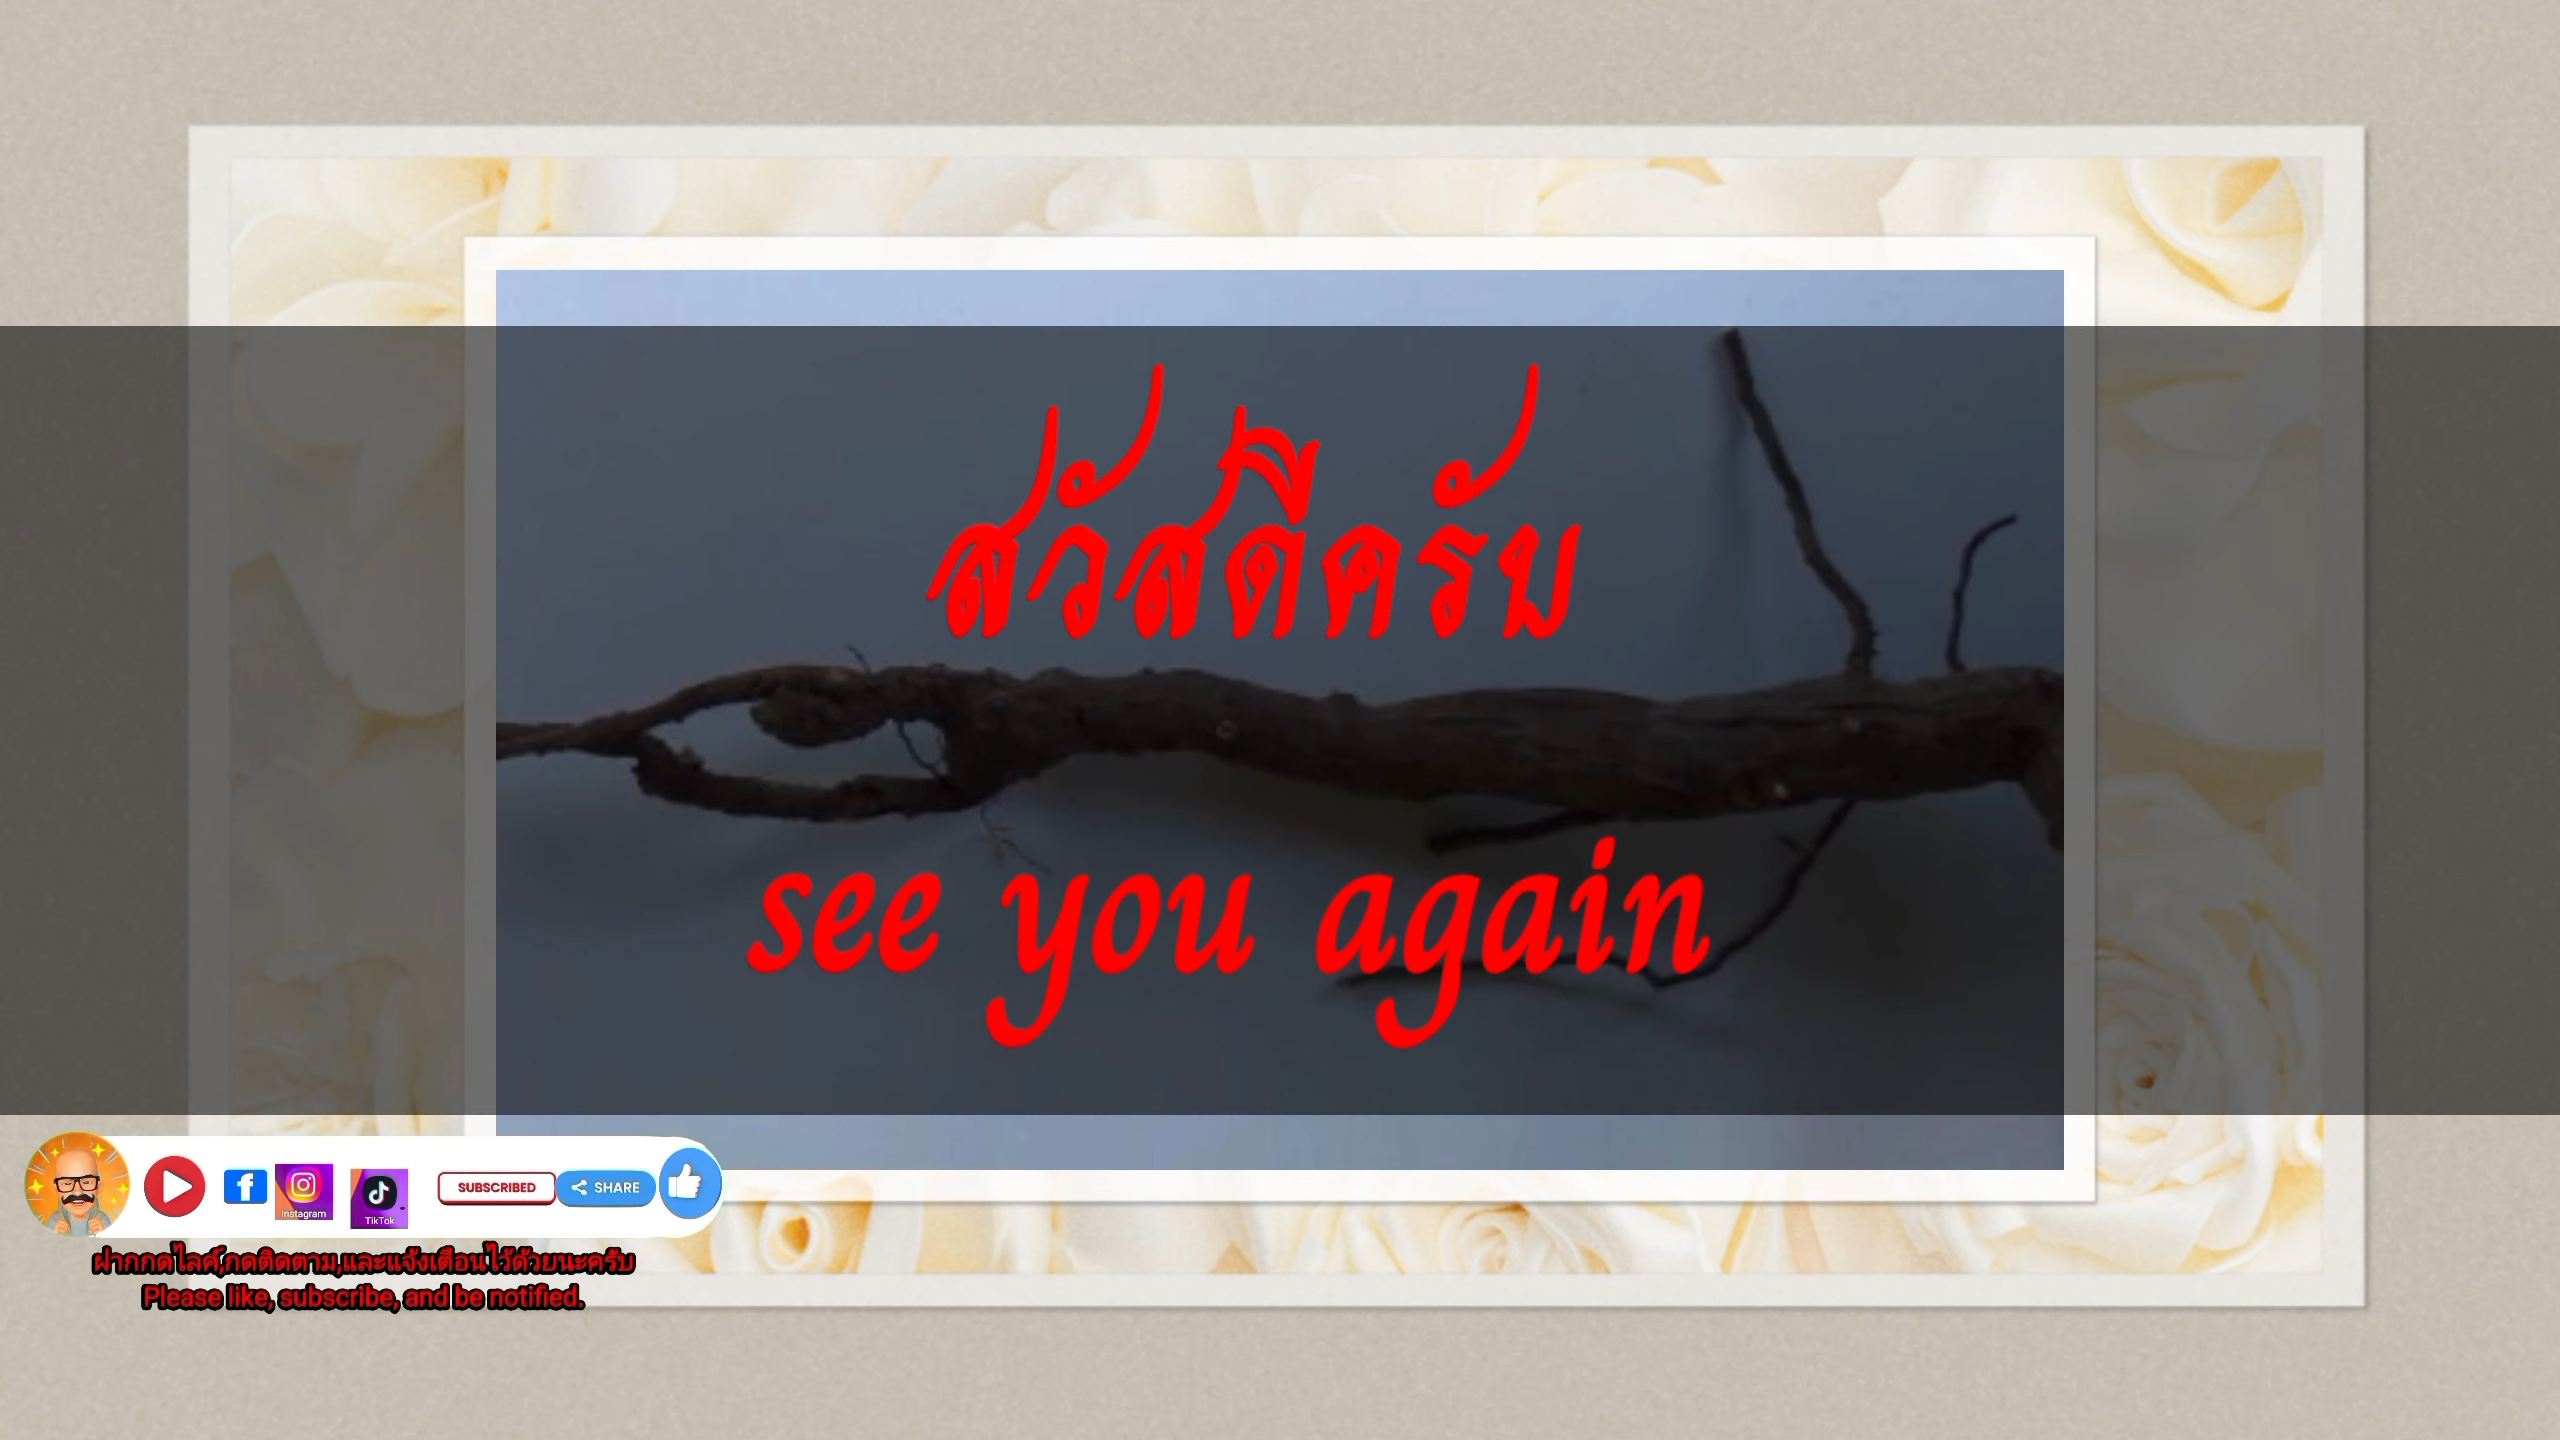 สวัสดีครับ
see you again
Instagram
TikTok
SUBSCRIBED
SHARE
ฝากกดไลค์,กดติดตาม,และแจ้งเตือนไว้ด้วยนะครับ
Please like, subscribe, and be notified.